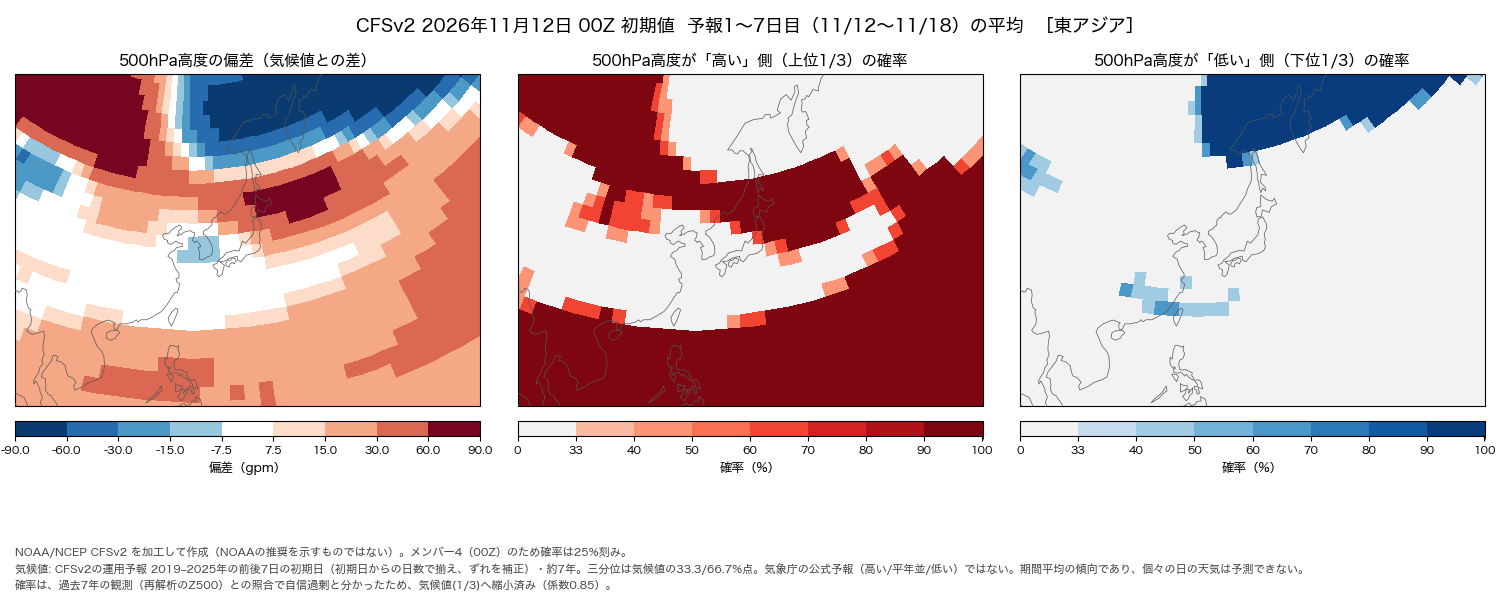 CFSv2 2026年11月12日 00Z 初期値  予報1〜7日目（11/12〜11/18）の平均  ［東アジア］
500hPa高度の偏差（気候値との差）
500hPa高度が「高い」側（上位1/3）の確率
500hPa高度が「低い」側（下位1/3）の確率
-90.0 -60.0 -30.0 -15.0 -7.5 7.5 15.0 30.0 60.0 90.0
偏差（gpm）
0 33 40 50 60 70 80 90 100
確率（%）
0 33 40 50 60 70 80 90 100
確率（%）
NOAA/NCEP CFSv2 を加工して作成（NOAAの推奨を示すものではない）。メンバー4（00Z）のため確率は25%刻み。
気候値: CFSv2の運用予報 2019–2025年の前後7日の初期日（初期日からの日数で揃え、ずれを補正）・約7年。三分位は気候値の33.3/66.7%点。気象庁の公式予報（高い/平年並/低い）ではない。期間平均の傾向であり、個々の日の天気は予測できない。
確率は、過去7年の観測（再解析のZ500）との照合で自信過剰と分かったため、気候値(1/3)へ縮小済み（係数0.85）。